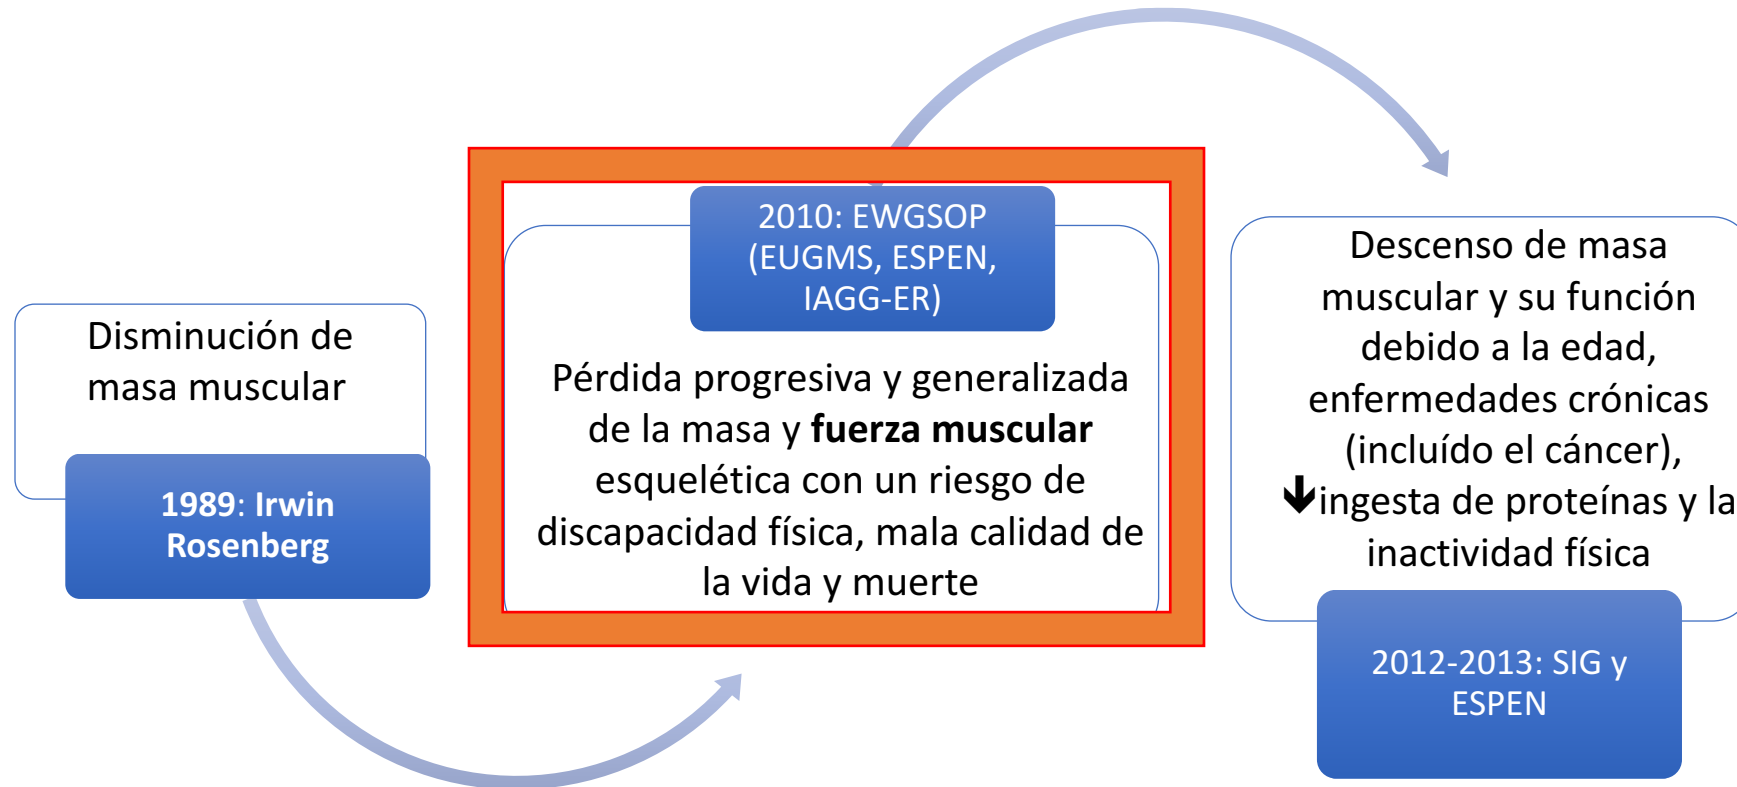 Disminución de
masa muscular
1989: Irwin
Rosenberg
2010: EWGSOP
(EUGMS, ESPEN,
IAGG-ER)
Pérdida progresiva y generalizada
de la masa y fuerza muscular
esquelética con un riesgo de
discapacidad física, mala calidad de
la vida y muerte
Descenso de masa
muscular y su función
debido a la edad,
enfermedades crónicas
(incluído el cáncer),
🡻ingesta de proteínas y la
inactividad física
2012-2013: SIG y
ESPEN